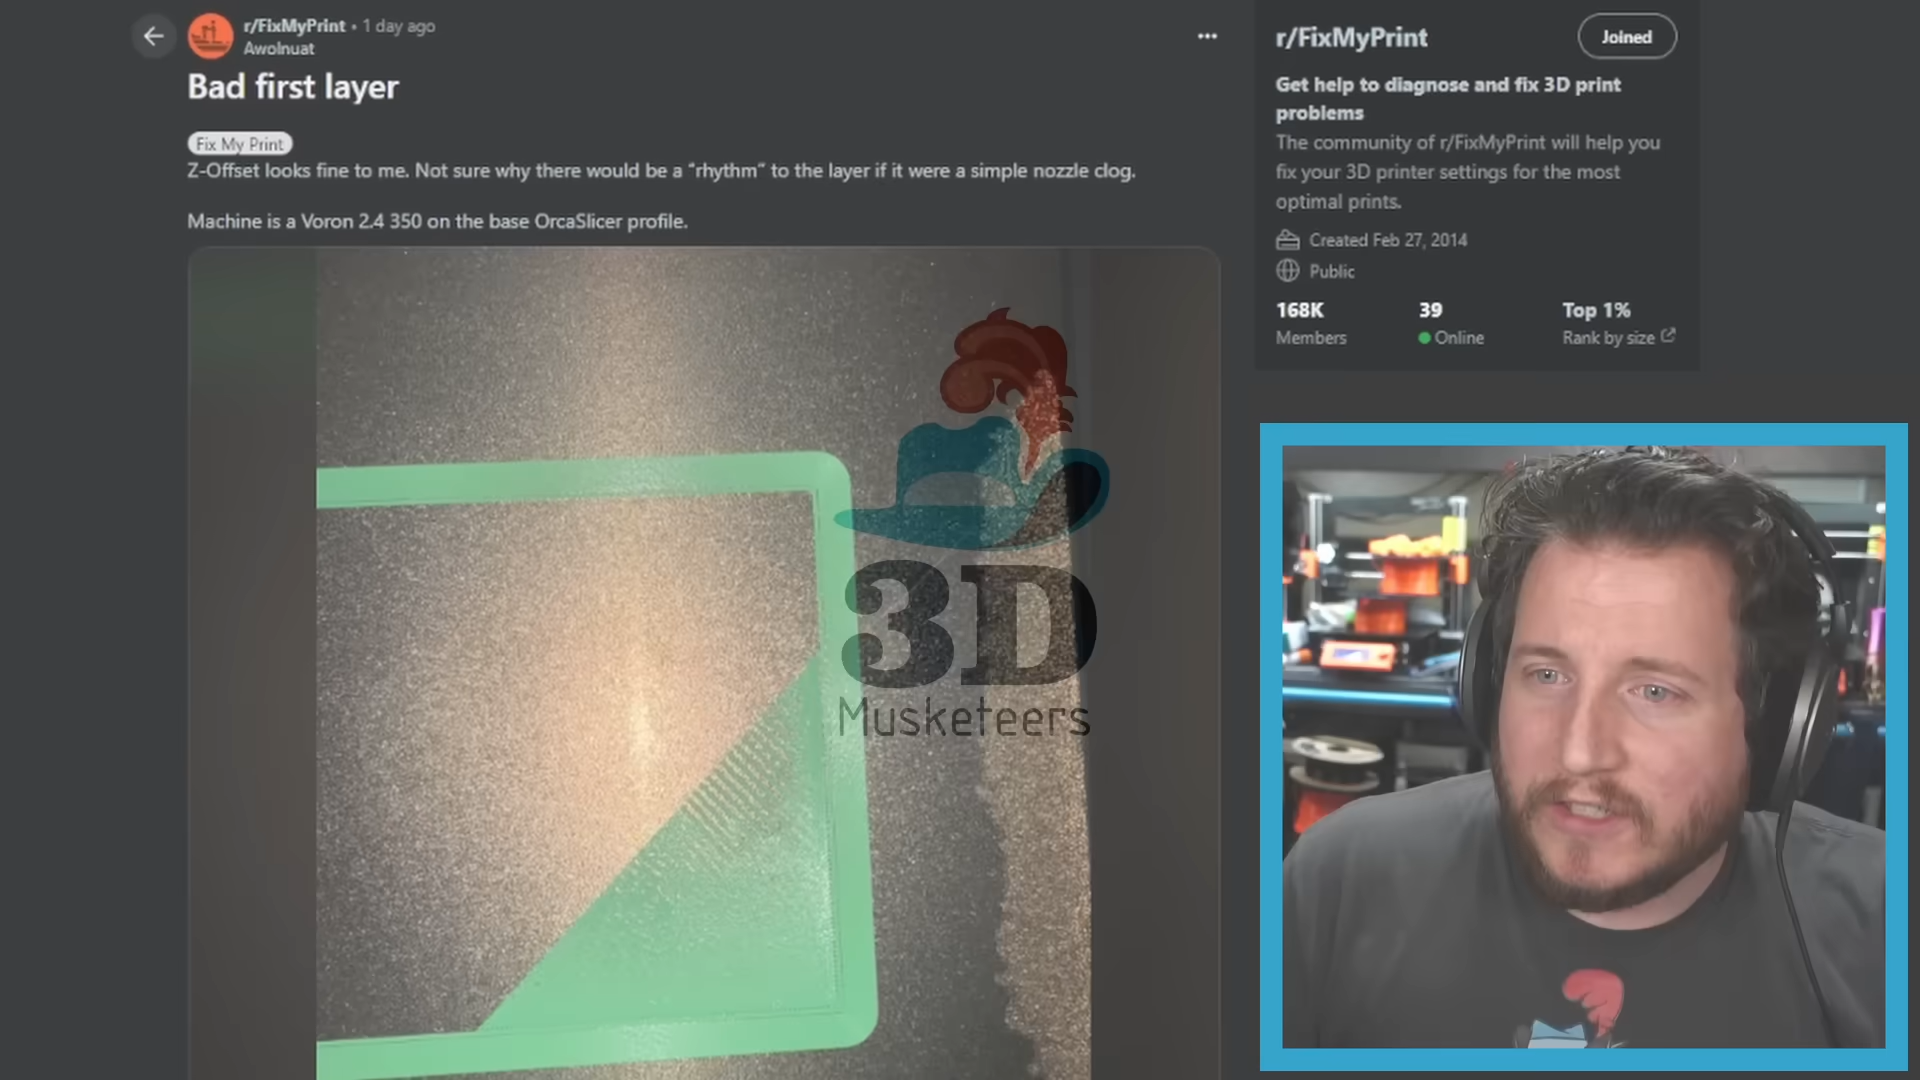 r/FixMyPrint • 1 day ago
Awolnuat
Bad first layer
Fix My Print
Z-Offset looks fine to me. Not sure why there would be a "rhythm" to the layer if it were a simple nozzle clog.
Machine is a Voron 2.4 350 on the base OrcaSlicer profile.
3D
Musketeers
r/FixMyPrint
Joined
Get help to diagnose and fix 3D print
problems
The community of r/FixMyPrint will help you
fix your 3D printer settings for the most
optimal prints.
Created Feb 27, 2014
Public
168K 39 Top 1%
Members Online Rank by size